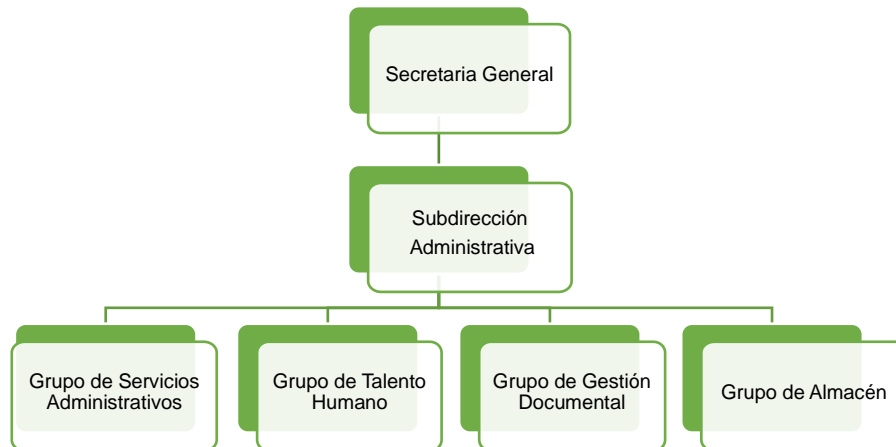 Secretaria General
Subdirección
Administrativa
Grupo de Servicios
Administrativos
Grupo de Talento
Humano
Grupo de Gestión
Documental
Grupo de Almacén